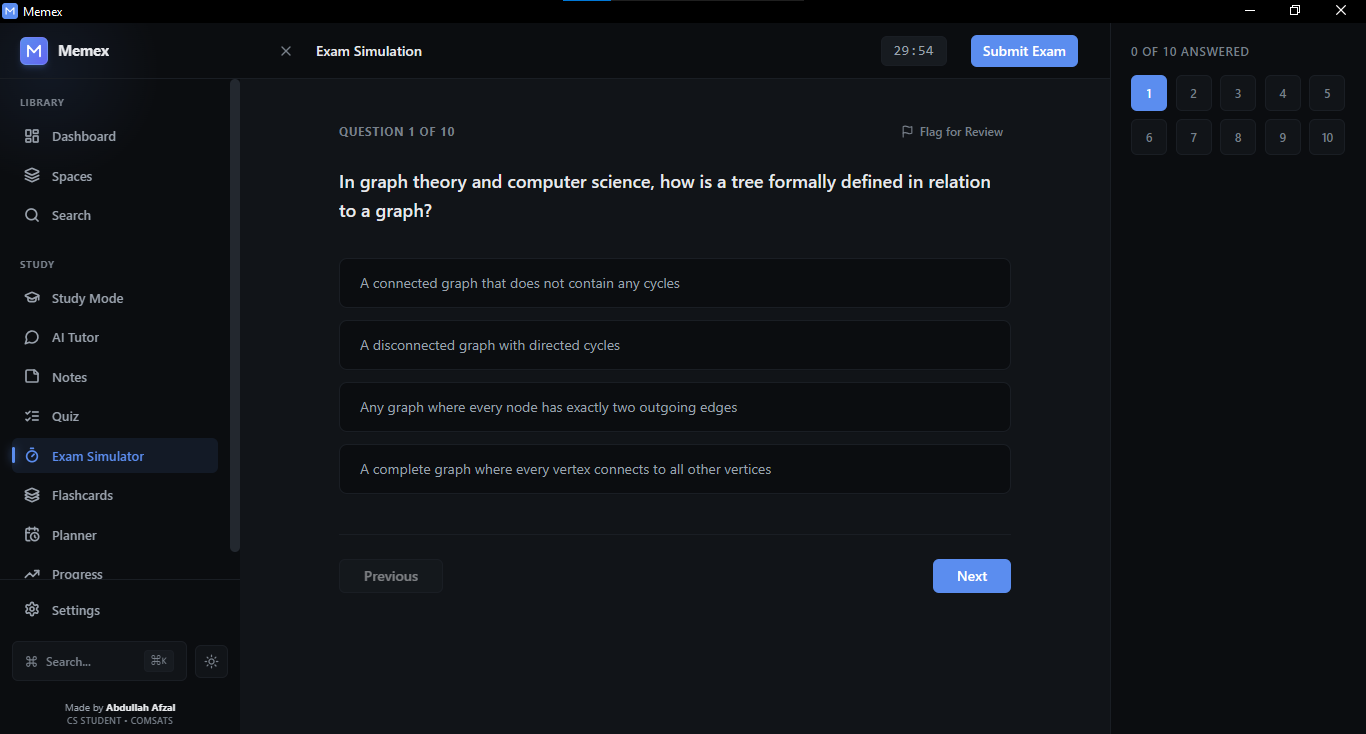 Memex
Memex
LIBRARY
Dashboard
Spaces
Search
STUDY
Study Mode
AI Tutor
Notes
Quiz
Exam Simulator
Flashcards
Planner
Progress
Settings
⌘ Search... ⌘K
Made by Abdullah Afzal
CS STUDENT • COMSATS
Exam Simulation
29:54
Submit Exam
QUESTION 1 OF 10
Flag for Review
In graph theory and computer science, how is a tree formally defined in relation
to a graph?
A connected graph that does not contain any cycles
A disconnected graph with directed cycles
Any graph where every node has exactly two outgoing edges
A complete graph where every vertex connects to all other vertices
Previous
Next
0 OF 10 ANSWERED
1 2 3 4 5
6 7 8 9 10